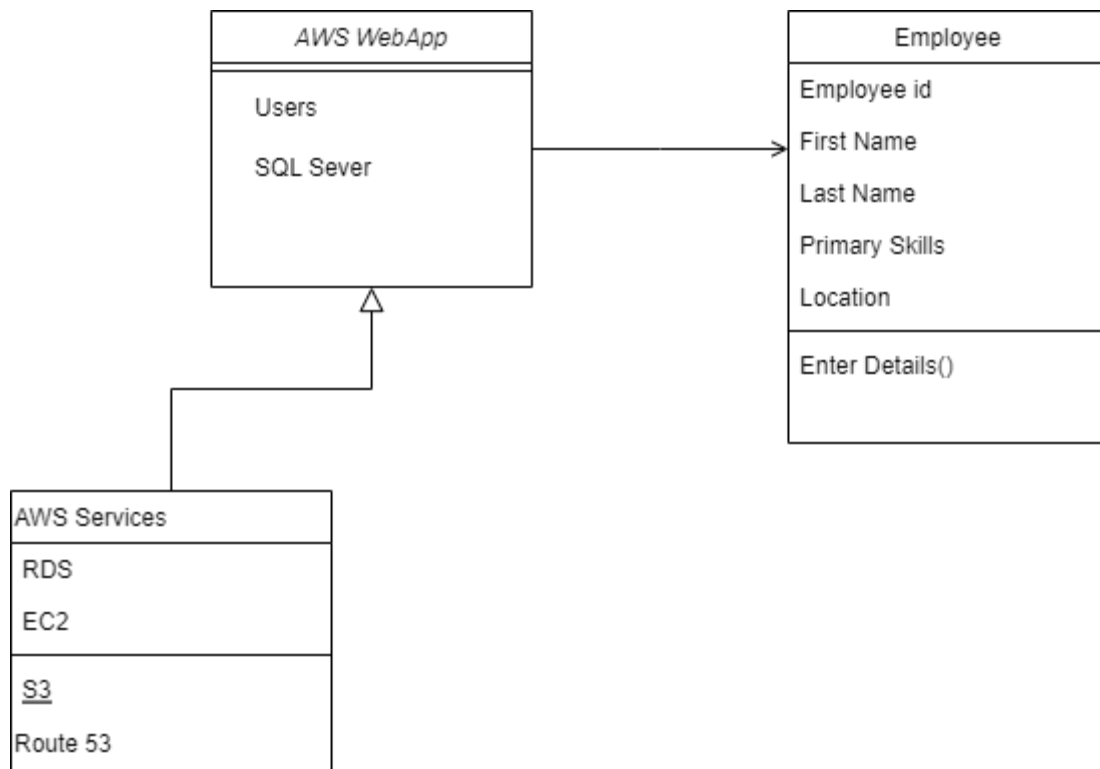 AWS WebApp
Users
SQL Sever
Employee
Employee id
First Name
Last Name
Primary Skills
Location
Enter Details()
AWS Services
RDS
EC2
S3
Route 53